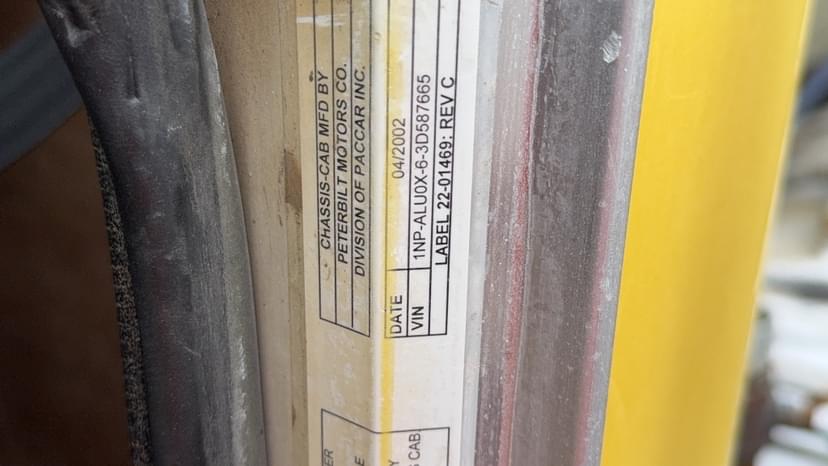 CHASSIS-CAB MFD BY
PETERBILT MOTORS CO.
DIVISION OF PACCAR INC.
DATE 04/2002
VIN 1NP-ALU0X-6-3D587665
LABEL 22-01469: REV C
CAB